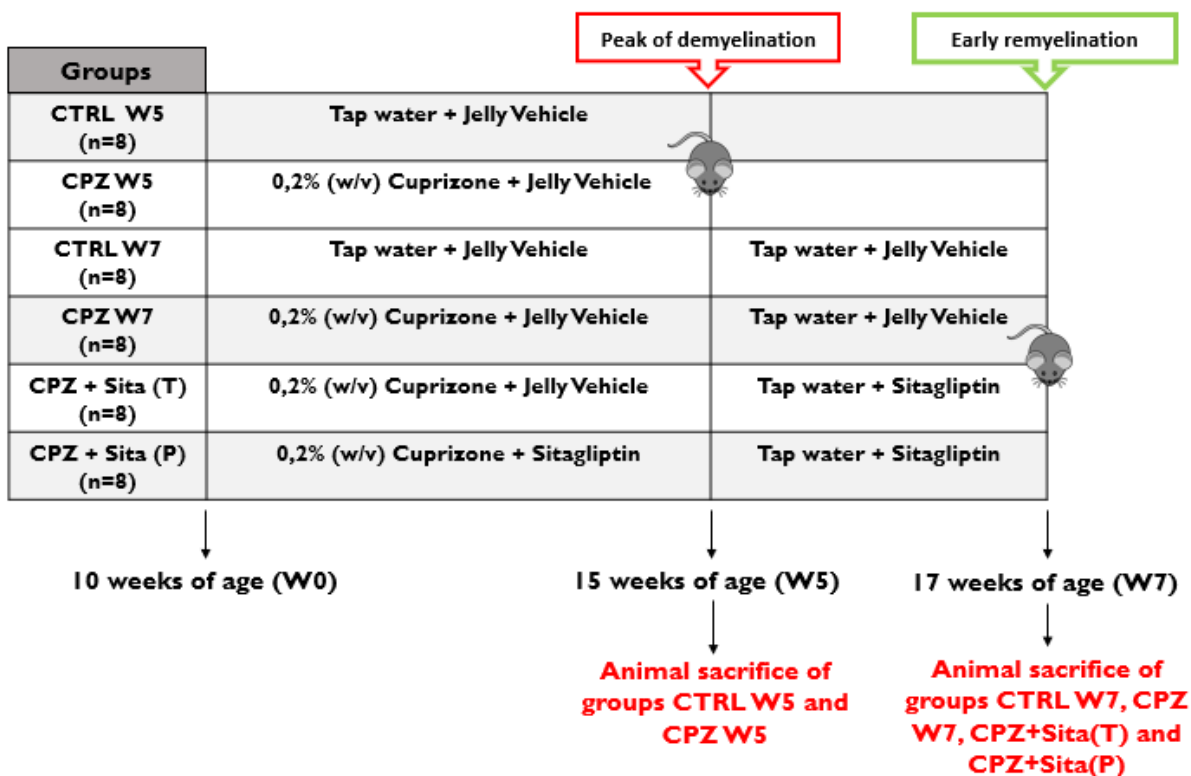 Peak of demyelination
Early remyelination
Groups
CTRL W5
(n=8)
Tap water + Jelly Vehicle
CPZ W5
(n=8)
0,2% (w/v) Cuprizone + Jelly Vehicle
CTRL W7
(n=8)
Tap water + Jelly Vehicle
Tap water + Jelly Vehicle
CPZ W7
(n=8)
0,2% (w/v) Cuprizone + Jelly Vehicle
Tap water + Jelly Vehicle
CPZ + Sita (T)
(n=8)
0,2% (w/v) Cuprizone + Jelly Vehicle
Tap water + Sitagliptin
CPZ + Sita (P)
(n=8)
0,2% (w/v) Cuprizone + Sitagliptin
Tap water + Sitagliptin
10 weeks of age (W0)
15 weeks of age (W5)
17 weeks of age (W7)
Animal sacrifice of
groups CTRL W5 and
CPZ W5
Animal sacrifice of
groups CTRL W7, CPZ
W7, CPZ+Sita(T) and
CPZ+Sita(P)